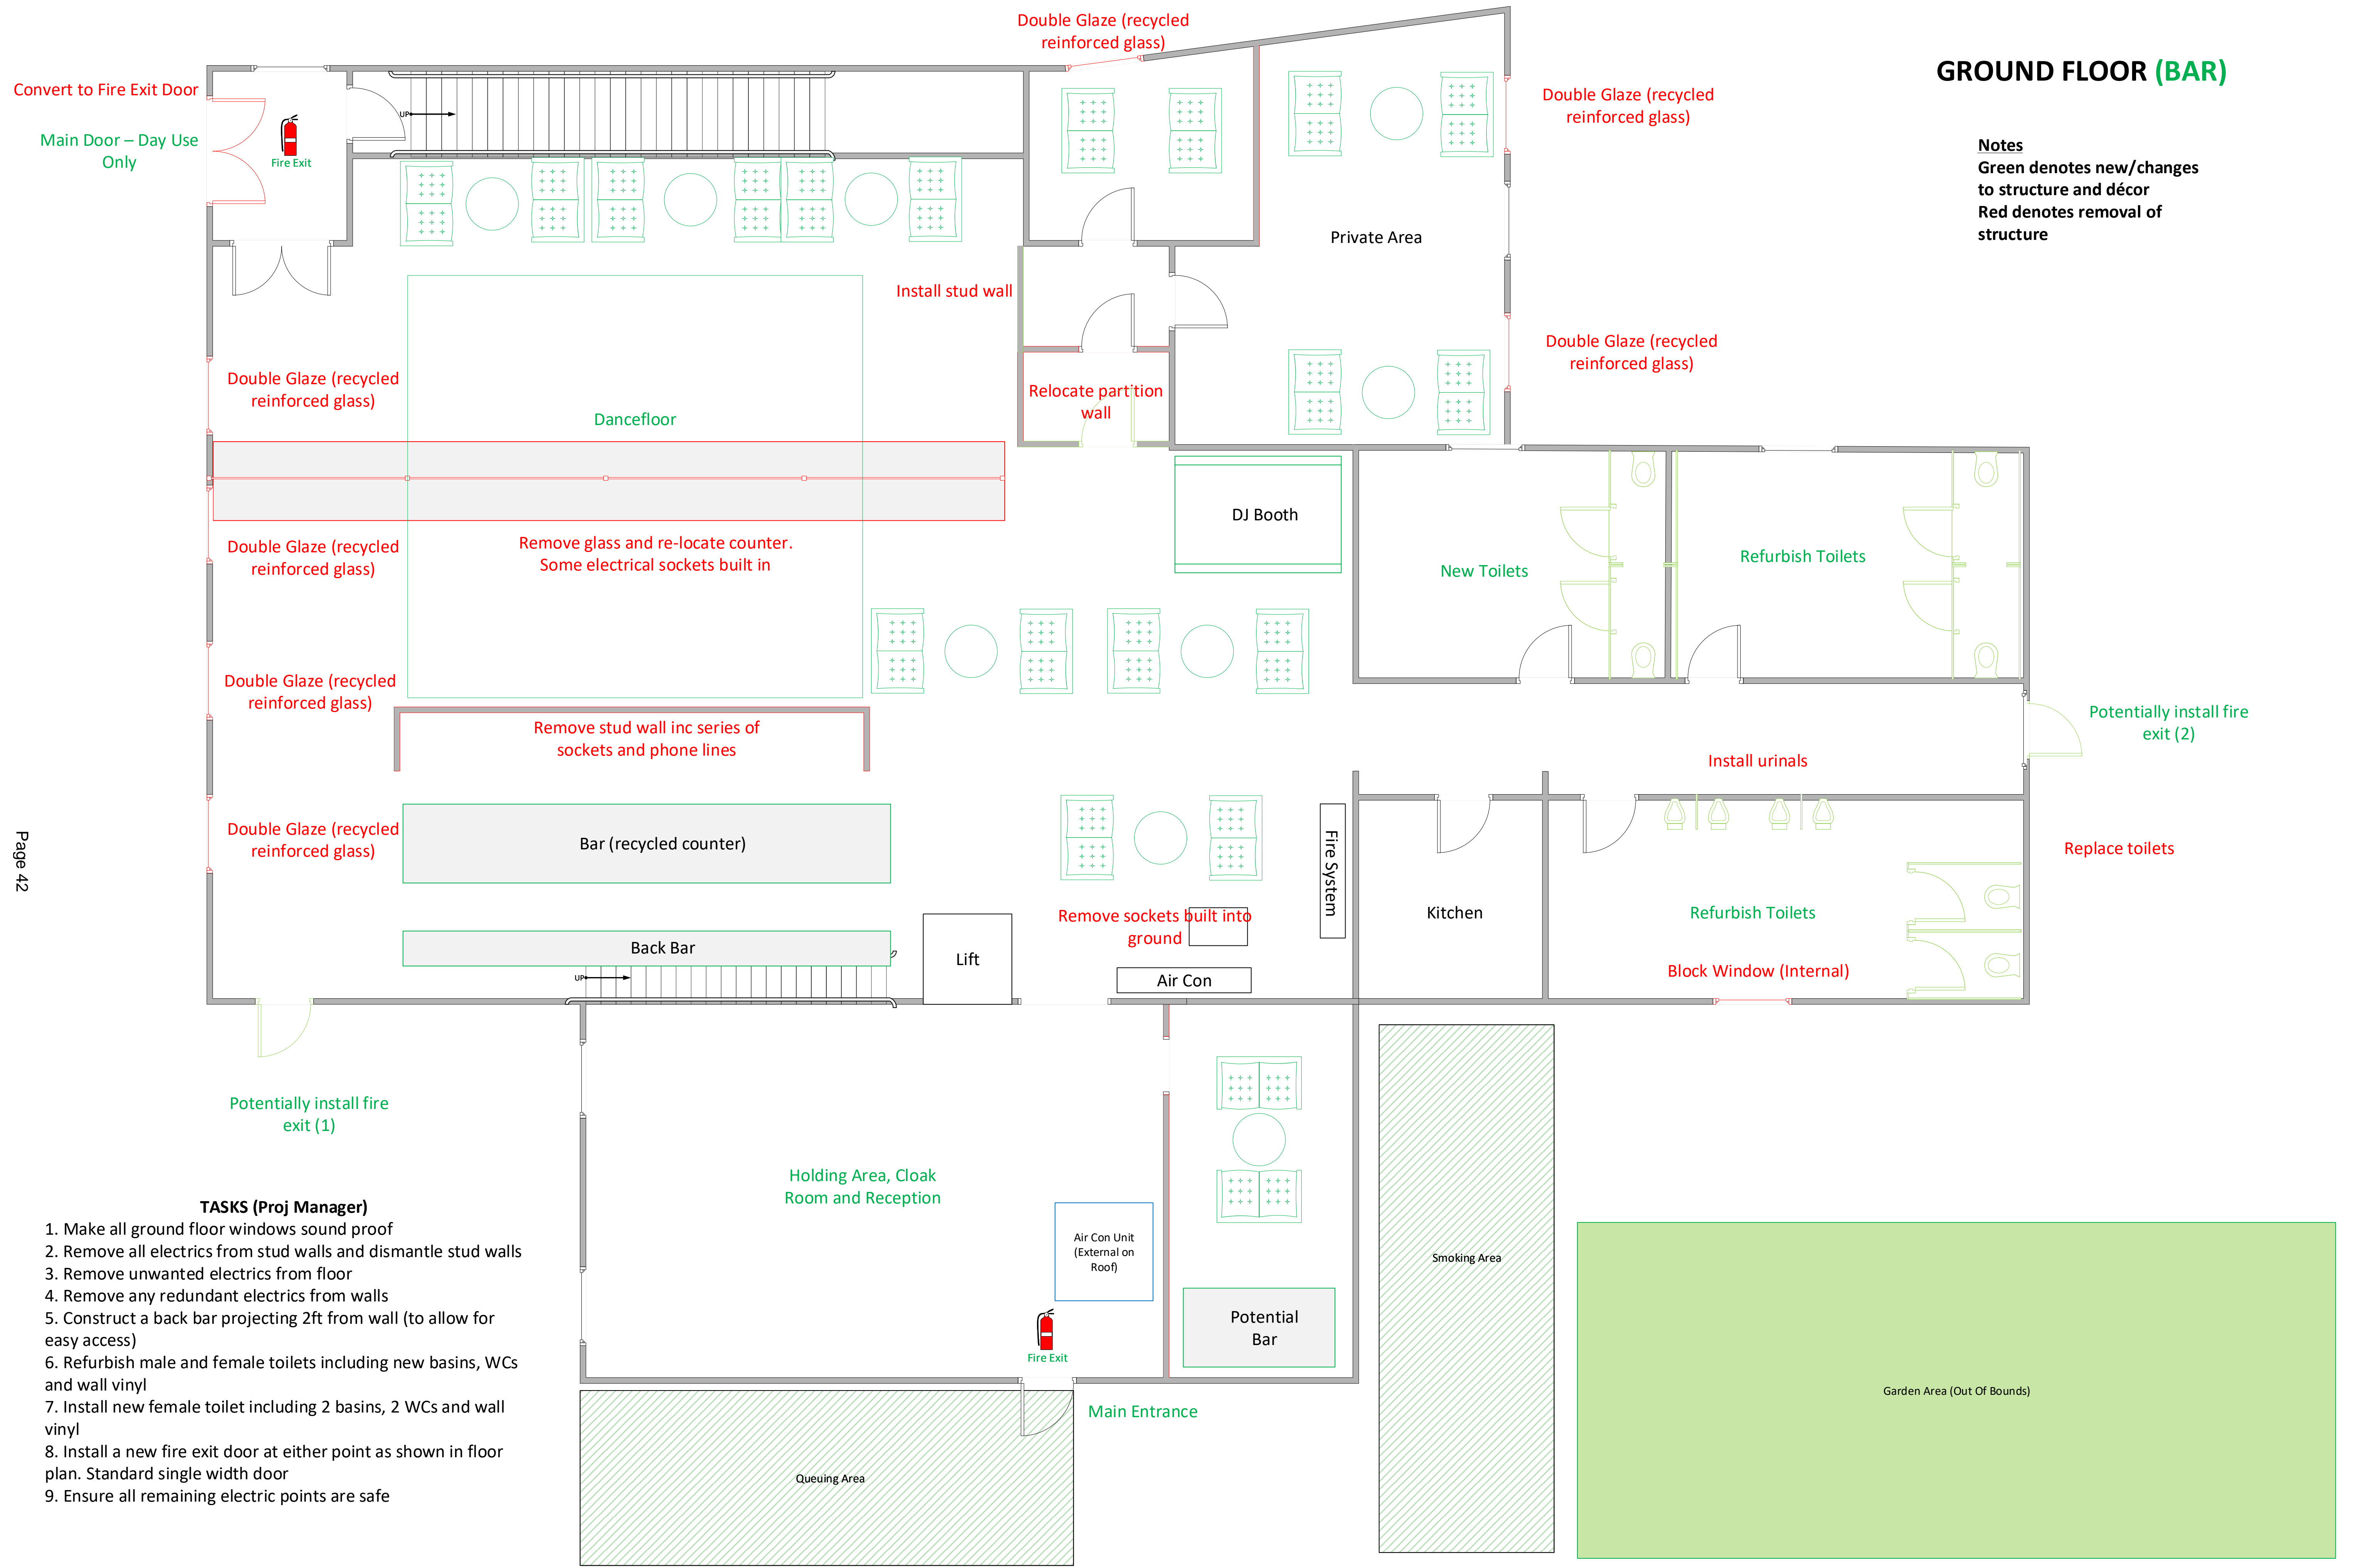 Double Glaze (recycled
reinforced glass)
GROUND FLOOR (BAR)
Convert to Fire Exit Door
Main Door – Day Use
Only
Fire Exit
UP
Double Glaze (recycled
reinforced glass)
Notes
Green denotes new/changes
to structure and décor
Red denotes removal of
structure
Private Area
Install stud wall
Double Glaze (recycled
reinforced glass)
Double Glaze (recycled
reinforced glass)
Relocate partition
wall
Dancefloor
DJ Booth
Double Glaze (recycled
reinforced glass)
Remove glass and re-locate counter.
Some electrical sockets built in
New Toilets
Refurbish Toilets
Double Glaze (recycled
reinforced glass)
Remove stud wall inc series of
sockets and phone lines
Potentially install fire
exit (2)
Install urinals
Double Glaze (recycled
reinforced glass)
Bar (recycled counter)
Fire System
Replace toilets
Page 42
Remove sockets built into
ground
Kitchen
Refurbish Toilets
Back Bar
Lift
UP
Air Con
Block Window (Internal)
Potentially install fire
exit (1)
Holding Area, Cloak
Room and Reception
Air Con Unit
(External on
Roof)
Smoking Area
Potential
Bar
Fire Exit
Main Entrance
Garden Area (Out Of Bounds)
Queuing Area
TASKS (Proj Manager)
1. Make all ground floor windows sound proof
2. Remove all electrics from stud walls and dismantle stud walls
3. Remove unwanted electrics from floor
4. Remove any redundant electrics from walls
5. Construct a back bar projecting 2ft from wall (to allow for
easy access)
6. Refurbish male and female toilets including new basins, WCs
and wall vinyl
7. Install new female toilet including 2 basins, 2 WCs and wall
vinyl
8. Install a new fire exit door at either point as shown in floor
plan. Standard single width door
9. Ensure all remaining electric points are safe